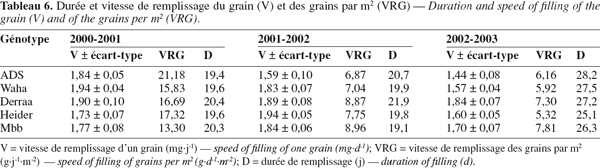 Tableau 6. Durée et vitesse de remplissage du grain (V) et des grains par m² (VRG) — Duration and speed of filling of the
grain (V) and of the grains per m² (VRG).
Génotype 2000-2001 2001-2002 2002-2003
V ± écart-type VRG D V ± écart-type VRG D V ± écart-type VRG D
ADS 1,84 ± 0,05 21,18 19,4 1,59 ± 0,10 6,87 20,7 1,44 ± 0,08 6,16 28,2
Waha 1,94 ± 0,04 15,83 19,6 1,83 ± 0,07 7,04 19,9 1,57 ± 0,04 5,92 27,5
Derraa 1,90 ± 0,10 16,69 20,4 1,89 ± 0,08 8,87 21,9 1,84 ± 0,07 7,30 27,2
Heider 1,73 ± 0,07 17,32 19,6 1,94 ± 0,05 7,75 19,8 1,60 ± 0,05 5,32 25,1
Mbb 1,77 ± 0,08 13,30 20,3 1,84 ± 0,06 8,96 19,1 1,70 ± 0,07 7,81 26,3
V = vitesse de remplissage d'un grain (mg·j⁻¹) — speed of filling of one grain (mg·d⁻¹); VRG = vitesse de remplissage des grains par m²
(g·j⁻¹·m⁻²) — speed of filling of grains per m² (g·d⁻¹·m⁻²); D = durée de remplissage (j) — duration of filling (d).